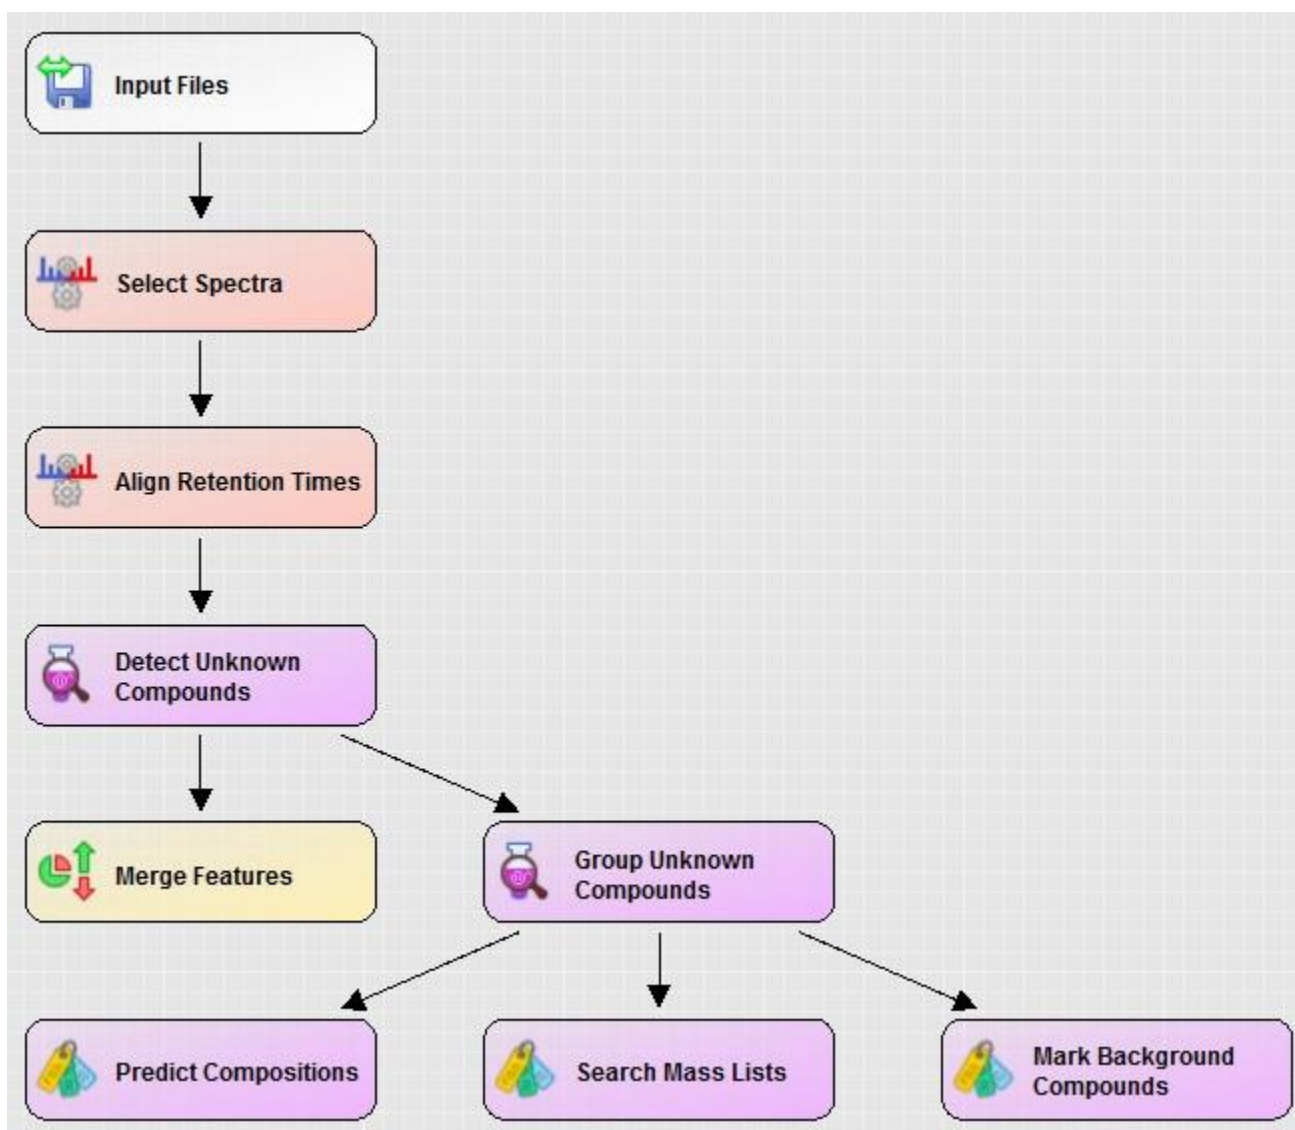 Input Files
Select Spectra
Align Retention Times
Detect Unknown
Compounds
Merge Features
Group Unknown
Compounds
Predict Compositions
Search Mass Lists
Mark Background
Compounds